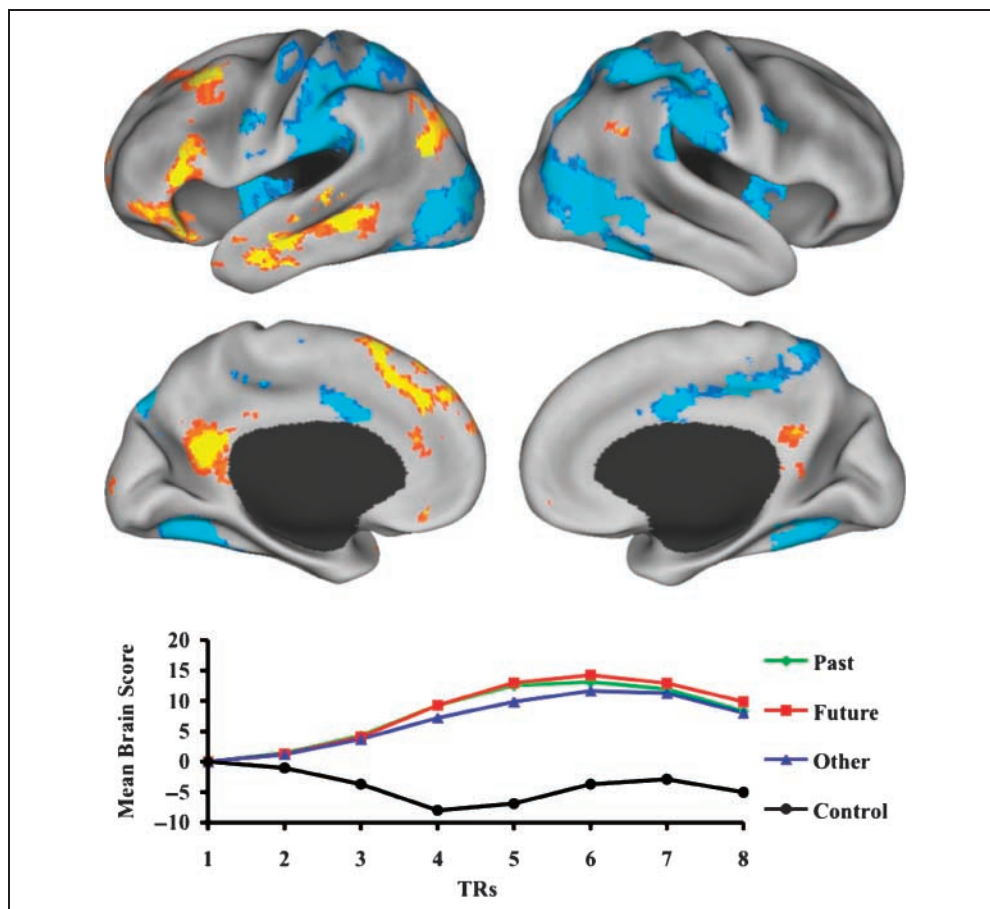 20
15
10
5
0
–5
–10
Mean Brain Score
1 2 3 4 5 6 7 8
TRs
Past
Future
Other
Control